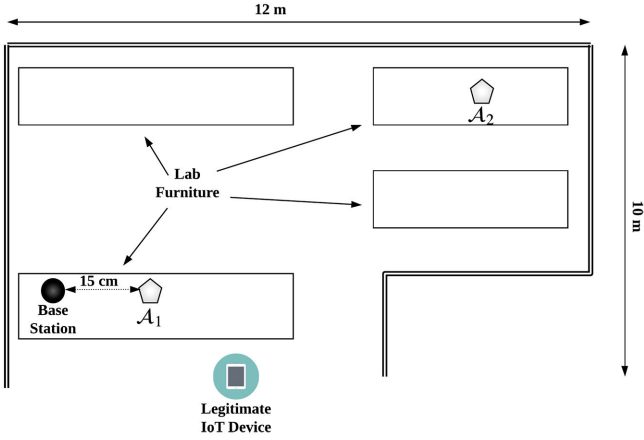 12 m
𝒜₂
Lab
Furniture
10 m
15 cm
Base
Station
𝒜₁
Legitimate
IoT Device